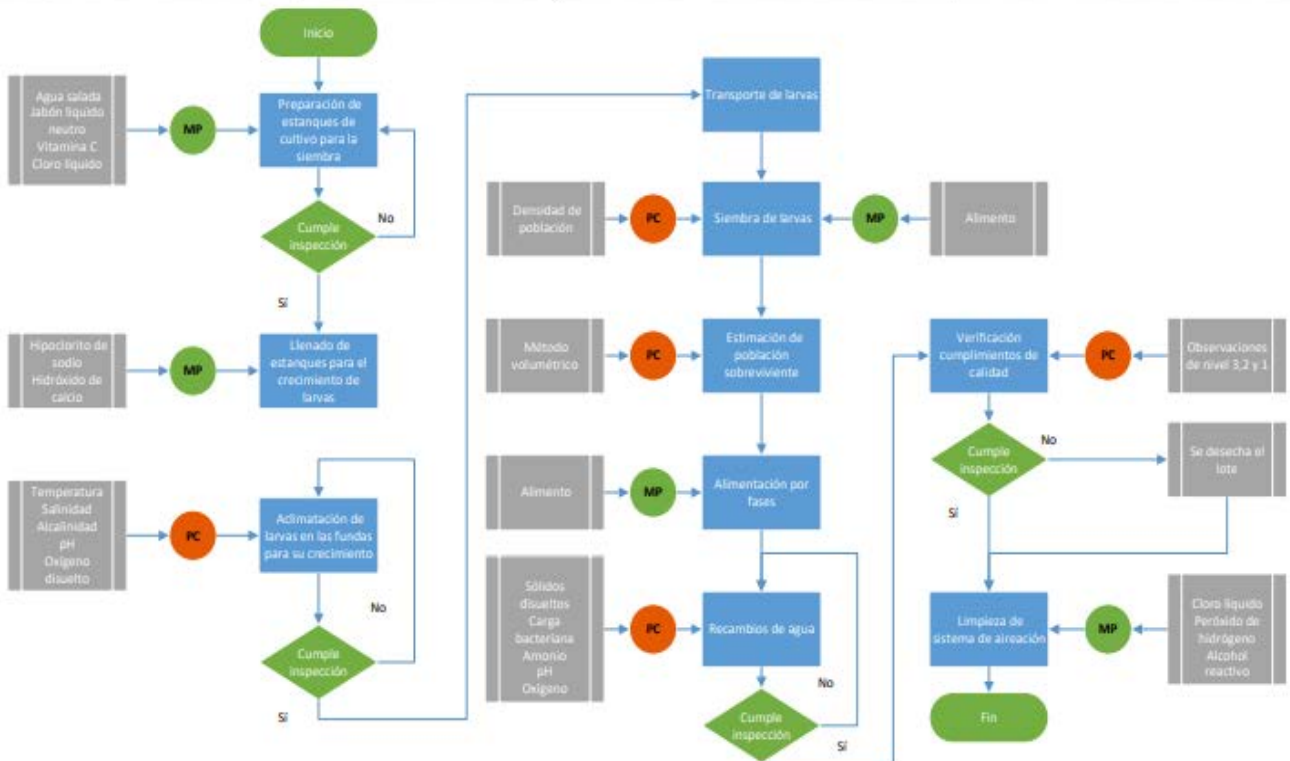 Inicio
Agua salada
Jabón líquido
neutro
Vitamina C
Cloro líquido
MP
Preparación de
estanques de
cultivo para la
siembra
Cumple
inspección
No
Sí
Hipoclorito de
sodio
Hidróxido de
calcio
MP
Llenado de
estanques para el
crecimiento de
larvas
Temperatura
Salinidad
Alcalinidad
pH
Oxígeno
disuelto
PC
Aclimatación de
larvas en las fundas
para su crecimiento
No
Cumple
inspección
Sí
Transporte de larvas
Densidad de
población
PC
Siembra de larvas
MP
Alimento
Método
volumétrico
PC
Estimación de
población
sobreviviente
Alimento
MP
Alimentación por
fases
Sólidos
disueltos
Carga
bacteriana
Amonio
pH
Oxígeno
PC
Recambios de agua
No
Cumple
inspección
Sí
Verificación
cumplimientos de
calidad
PC
Observaciones
de nivel 3,2 y 1
Cumple
inspección
No
Se desecha el
lote
Sí
Limpieza de
sistema de aireación
MP
Cloro líquido
Peróxido de
hidrógeno
Alcohol
reactivo
Fin